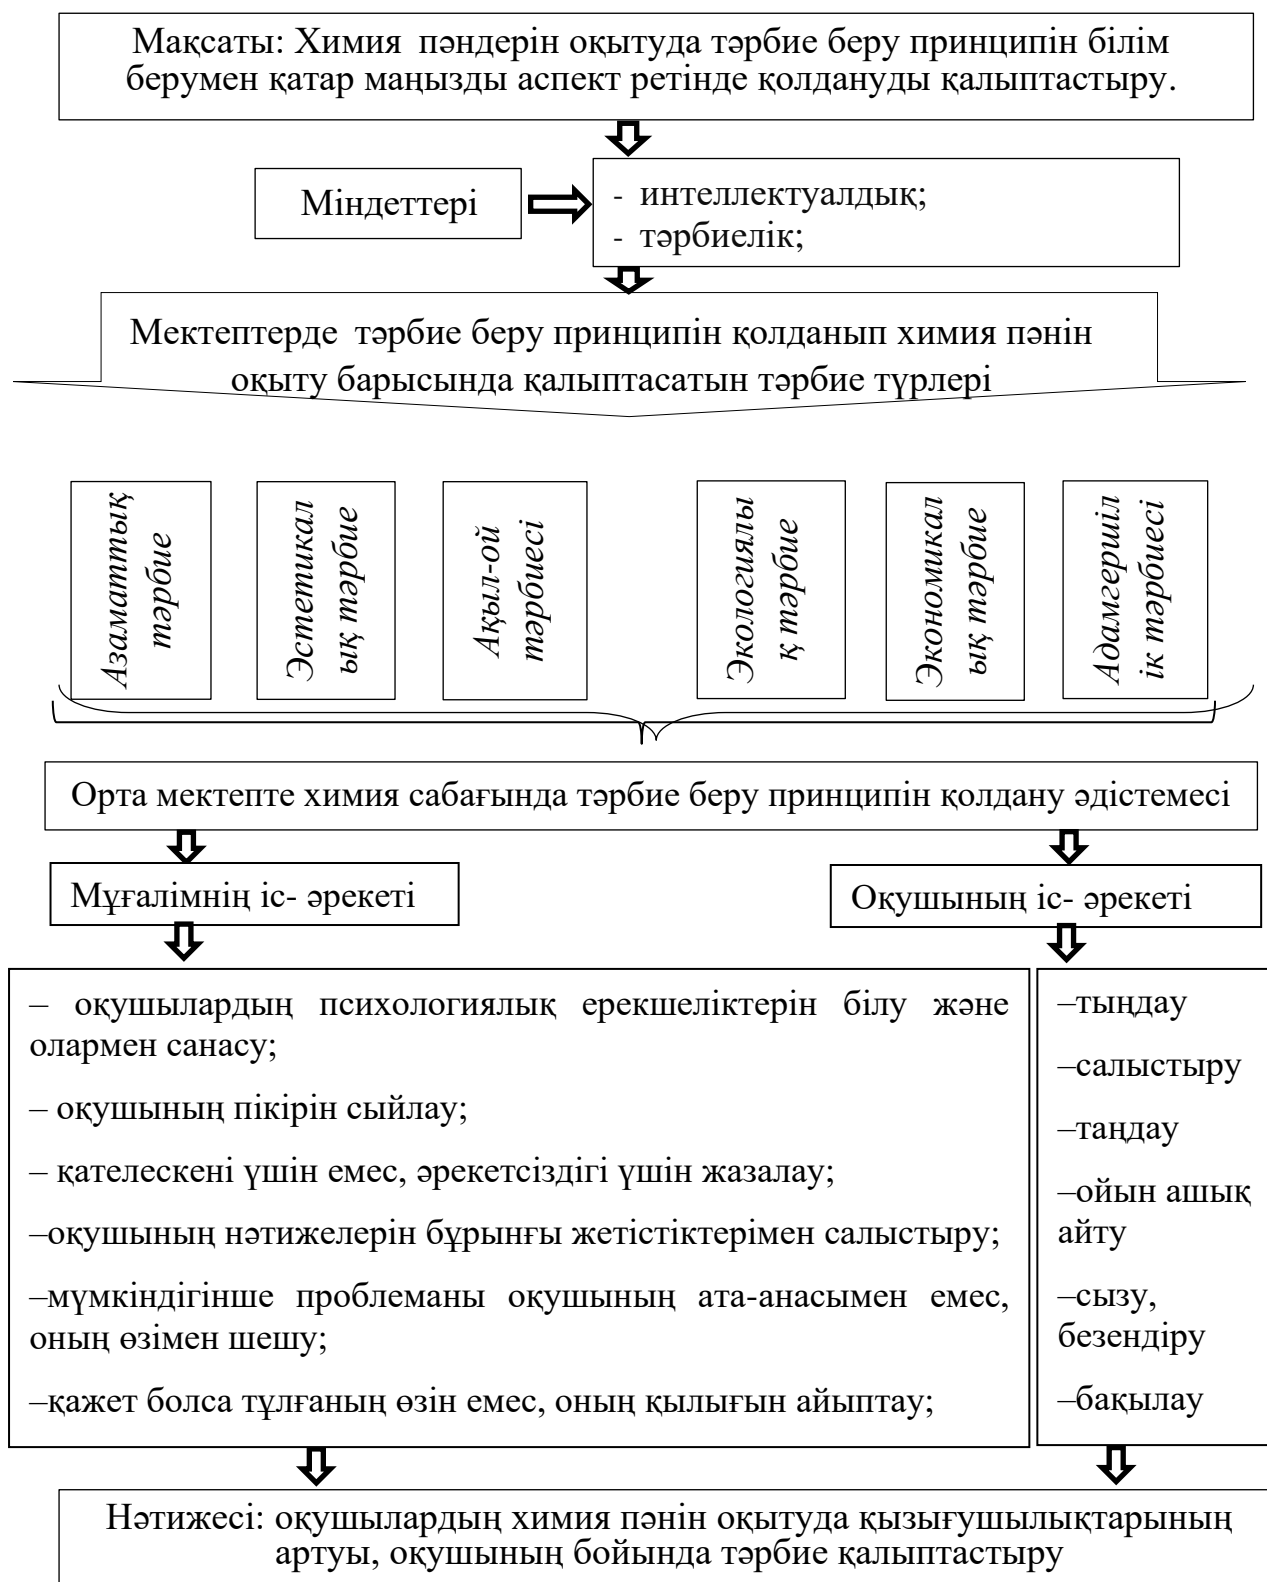 Мақсаты: Химия пәндерін оқытуда тәрбие беру принципін білім
берумен қатар маңызды аспект ретінде қолдануды қалыптастыру.
Міндеттері
- интеллектуалдық;
- тәрбиелік;
Мектептерде тәрбие беру принципін қолданып химия пәнін
оқыту барысында қалыптасатын тәрбие түрлері
Азаматтық
тәрбие
Эстетикал
ық тәрбие
Ақыл-ой
тәрбиесі
Экологиялы
қ тәрбие
Экономикал
ық тәрбие
Адамгершіл
ік тәрбиесі
Орта мектепте химия сабағында тәрбие беру принципін қолдану әдістемесі
Мұғалімнің іс- әрекеті
Оқушының іс- әрекеті
– оқушылардың психологиялық ерекшеліктерін білу және
олармен санасу;
– оқушының пікірін сыйлау;
– қателескені үшін емес, әрекетсіздігі үшін жазалау;
–оқушының нәтижелерін бұрынғы жетістіктерімен салыстыру;
–мүмкіндігінше проблеманы оқушының ата-анасымен емес,
оның өзімен шешу;
–қажет болса тұлғаның өзін емес, оның қылығын айыптау;
–тыңдау
–салыстыру
–таңдау
–ойын ашық
айту
–сызу,
безендіру
–бақылау
Нәтижесі: оқушылардың химия пәнін оқытуда қызығушылықтарының
артуы, оқушының бойында тәрбие қалыптастыру